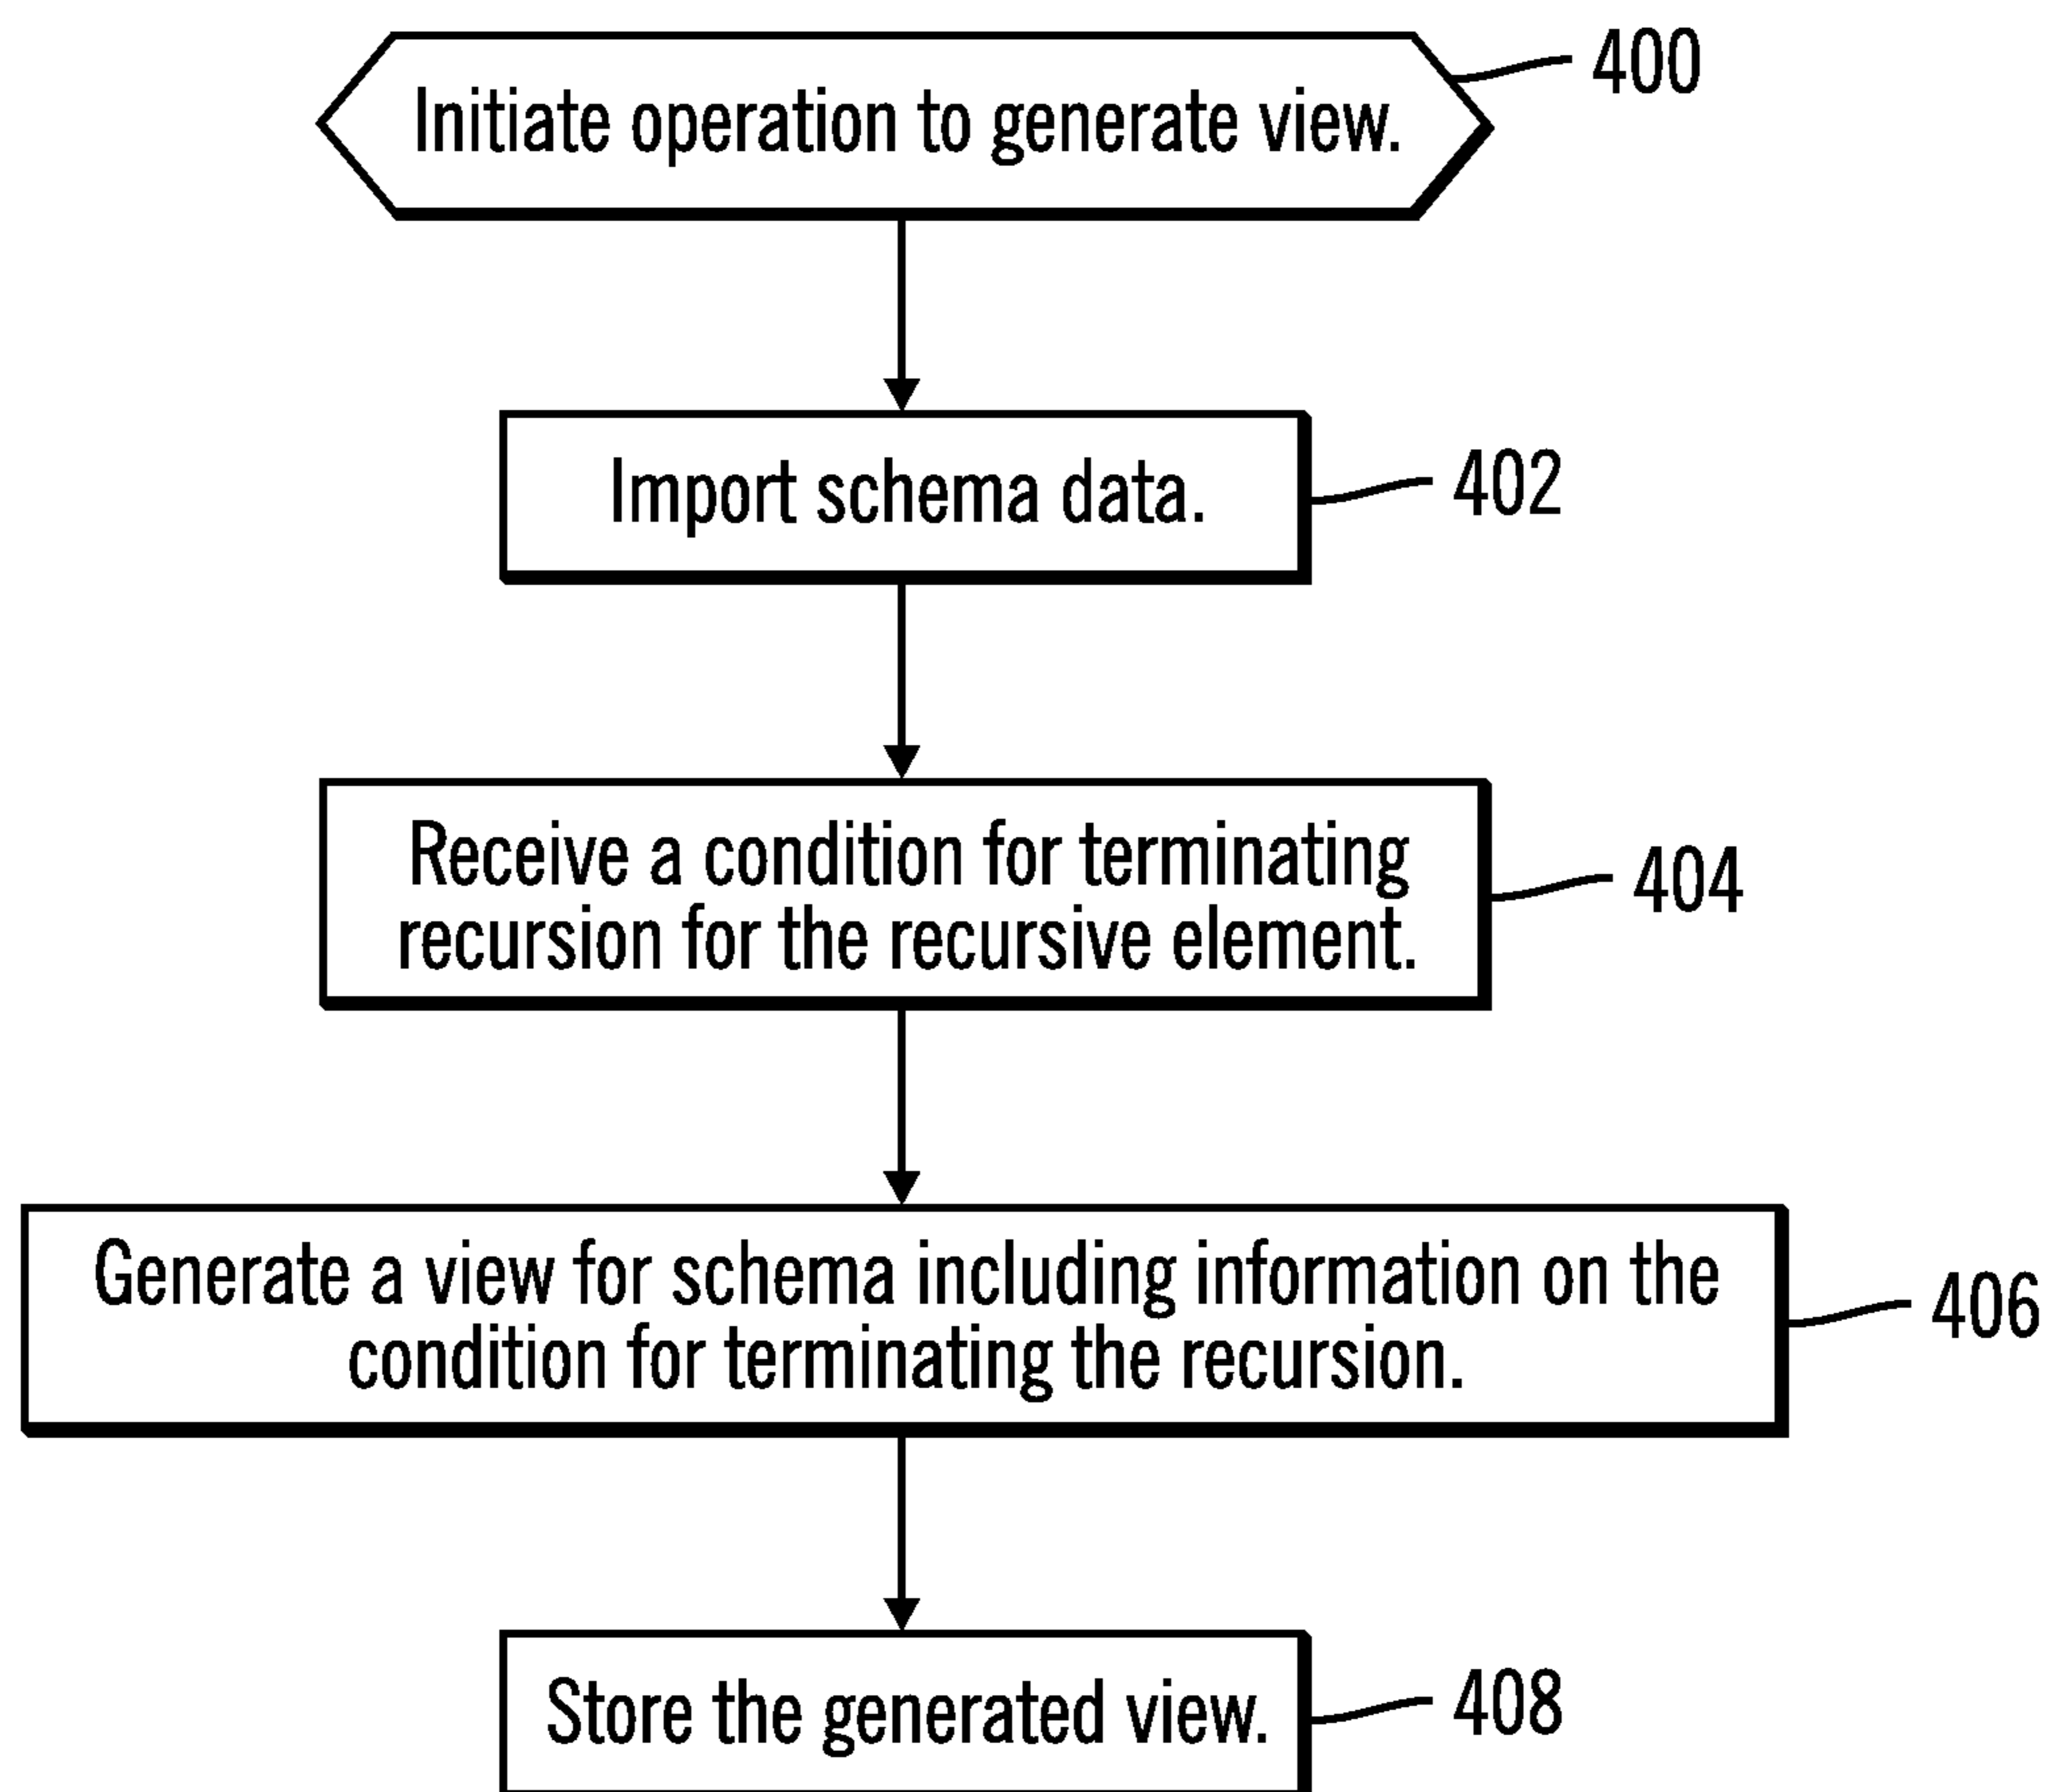 Initiate operation to generate view.
400
Import schema data.
402
Receive a condition for terminating
recursion for the recursive element.
404
Generate a view for schema including information on the
condition for terminating the recursion.
406
Store the generated view.
408